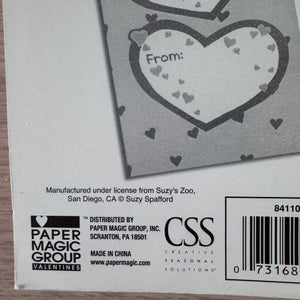 From:
Manufactured under license from Suzy's Zoo,
San Diego, CA © Suzy Spafford
PAPER
MAGIC
GROUP
VALENTINES
™ DISTRIBUTED BY
PAPER MAGIC GROUP, INC.
SCRANTON, PA 18501
MADE IN CHINA
www.papermagic.com
CSS
CREATIVE
SEASONAL
SOLUTIONS
84110
0 73168